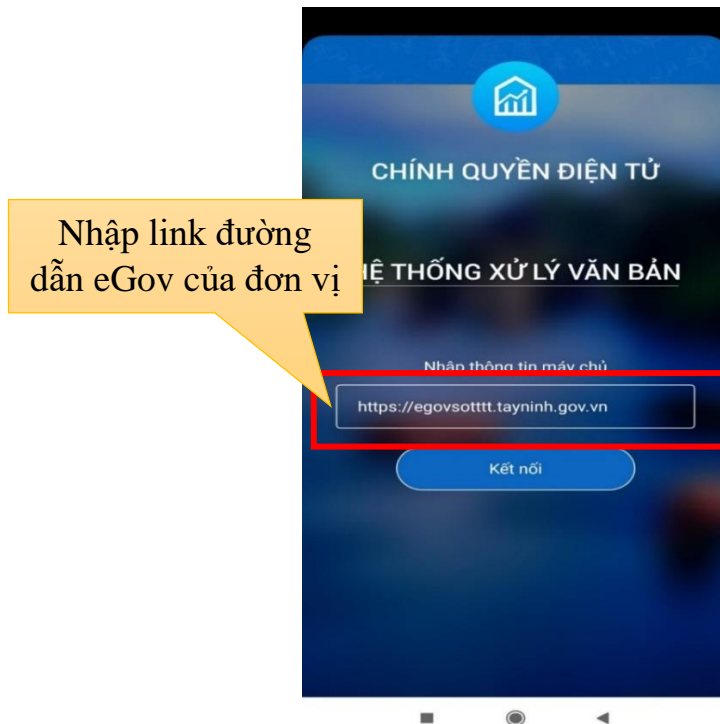 CHÍNH QUYỀN ĐIỆN TỬ
Nhập link đường
dẫn eGov của đơn vị
Ệ THỐNG XỬ LÝ VĂN BẢN
Nhập thông tin máy chủ
https://egovsotttt.tayninh.gov.vn
Kết nối